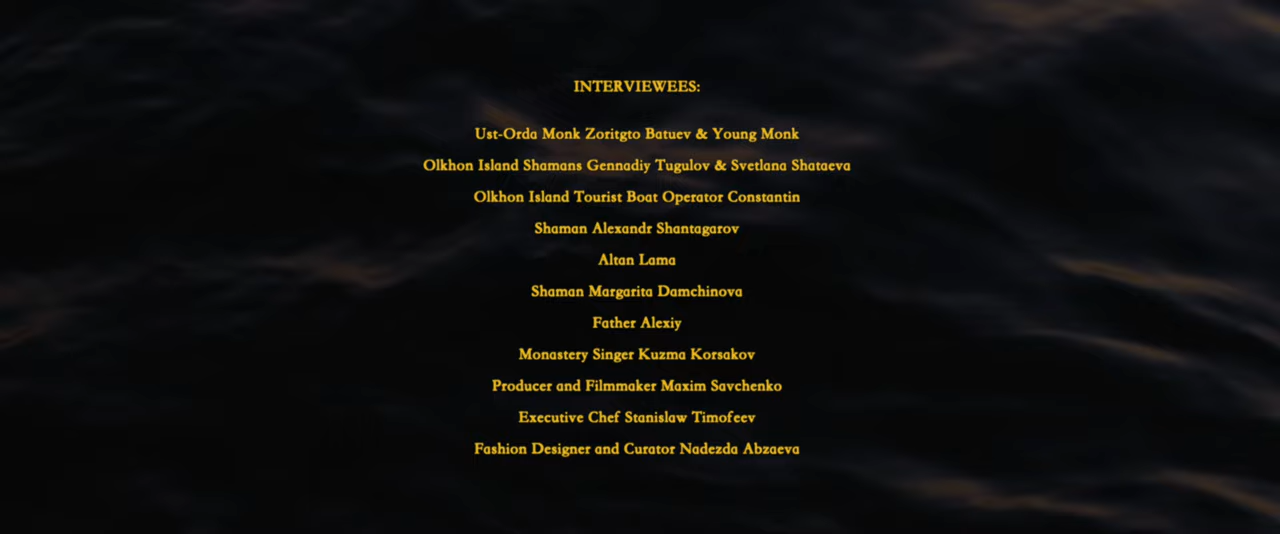 INTERVIEWEES:
Ust-Orda Monk Zoritgto Batuev & Young Monk
Olkhon Island Shamans Gennadiy Tugulov & Svetlana Shataeva
Olkhon Island Tourist Boat Operator Constantin
Shaman Alexandr Shantagarov
Altan Lama
Shaman Margarita Damchinova
Father Alexiy
Monastery Singer Kuzma Korsakov
Producer and Filmmaker Maxim Savchenko
Executive Chef Stanislaw Timofeev
Fashion Designer and Curator Nadezda Abzaeva